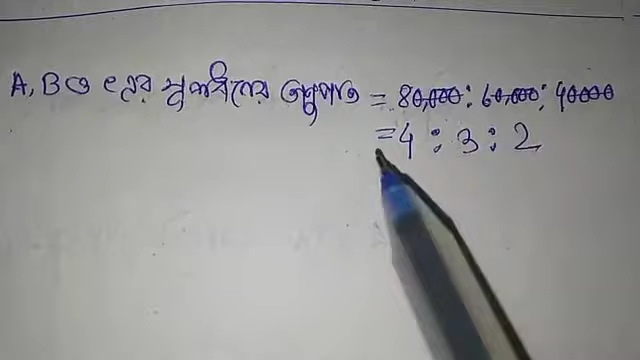 A, B ও C এর মূলধনের অনুপাত = 80,000 : 60,000 : 40000
= 4 : 3 : 2